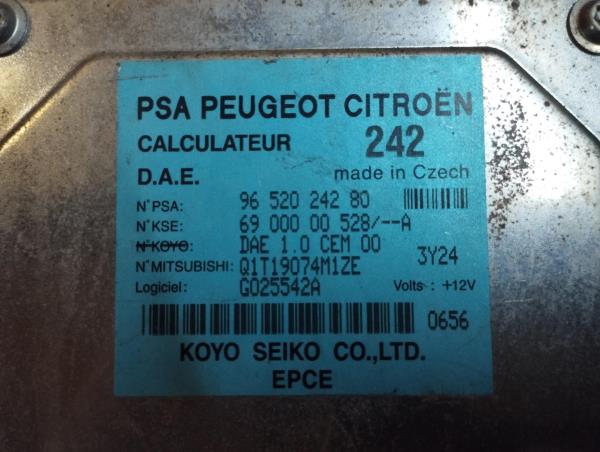 PSA PEUGEOT CITROËN
CALCULATEUR 242
D.A.E. made in Czech
N°PSA: 96 520 242 80
N°KSE: 69 000 00 528/--A
N°KOYO: DAE 1.0 CEM 00 3Y24
N°MITSUBISHI: Q1T19074M1ZE
Logiciel: G025542A Volts : +12V
0656
KOYO SEIKO CO.,LTD.
EPCE